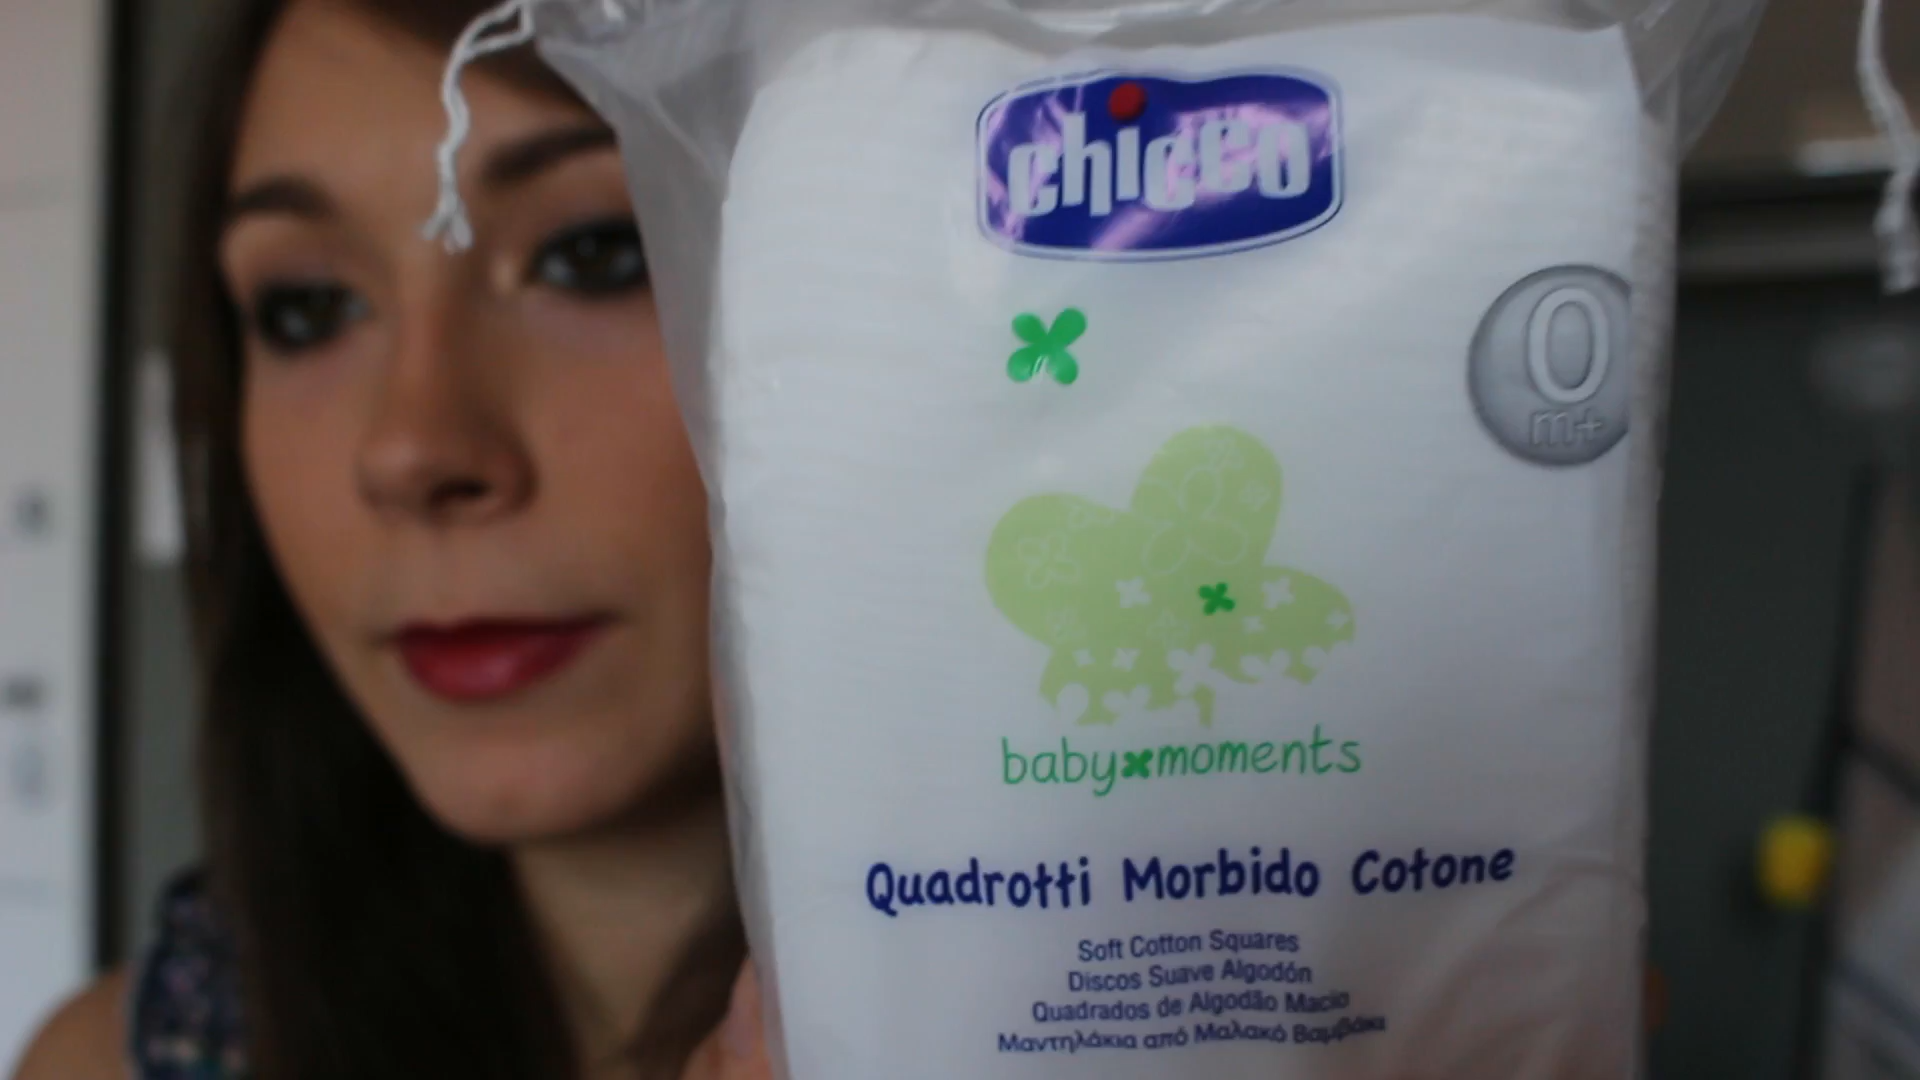 chicco
0
m+
baby moments
Quadrotti Morbido Cotone
Soft Cotton Squares
Discos Suave Algodón
Quadrados de Algodão Macio
Μαντηλάκια από Μαλακό Βαμβάκι